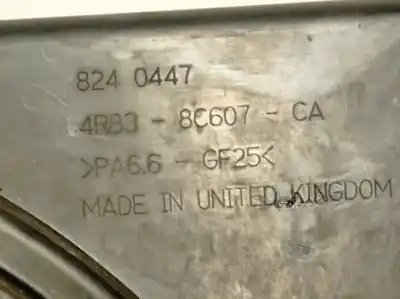 824 0447
4R83 - 8C607 - CA
>PA6.6 - GF25<
MADE IN UNITED KINGDOM